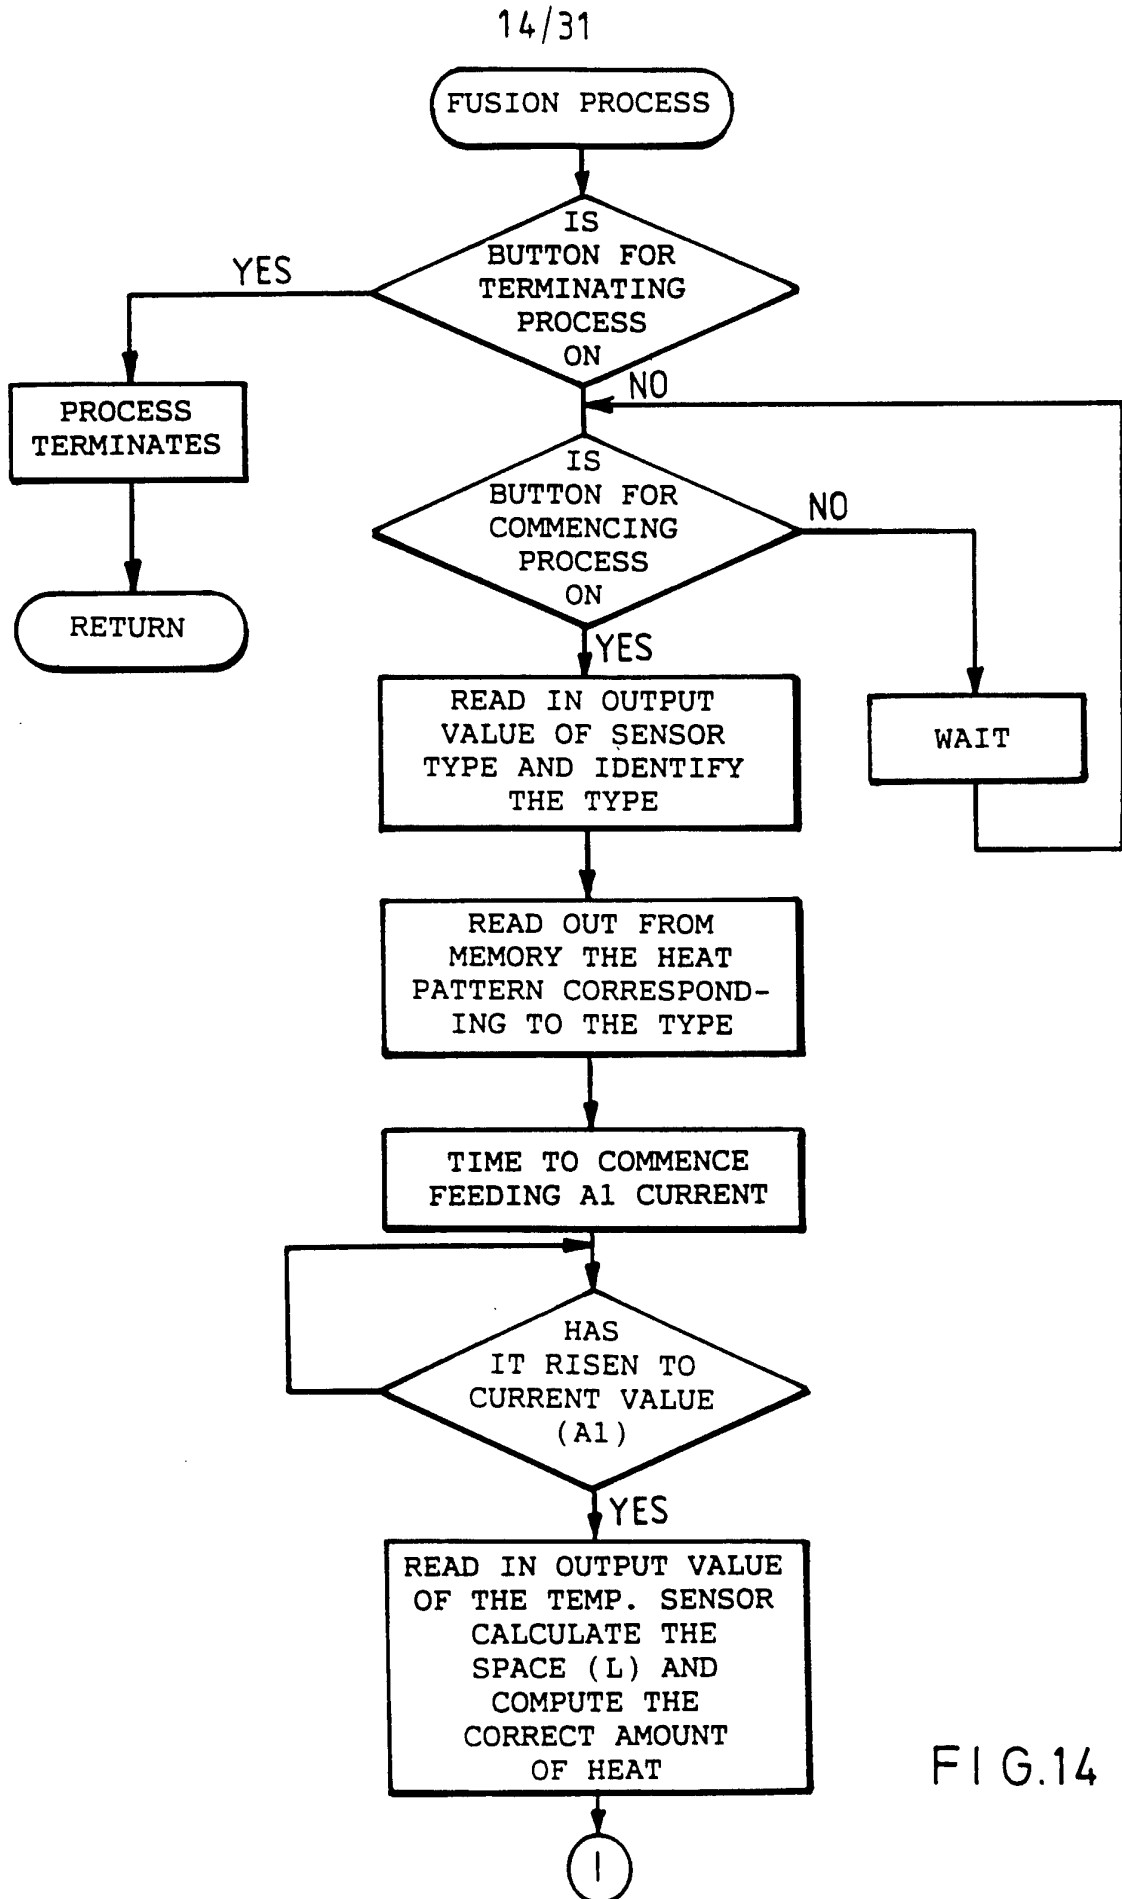 14/31
FUSION PROCESS
IS
BUTTON FOR
TERMINATING
PROCESS
ON
YES
NO
PROCESS
TERMINATES
RETURN
IS
BUTTON FOR
COMMENCING
PROCESS
ON
NO
WAIT
YES
READ IN OUTPUT
VALUE OF SENSOR
TYPE AND IDENTIFY
THE TYPE
READ OUT FROM
MEMORY THE HEAT
PATTERN CORRESPOND-
ING TO THE TYPE
TIME TO COMMENCE
FEEDING A1 CURRENT
HAS
IT RISEN TO
CURRENT VALUE
(A1)
YES
READ IN OUTPUT VALUE
OF THE TEMP. SENSOR
CALCULATE THE
SPACE (L) AND
COMPUTE THE
CORRECT AMOUNT
OF HEAT
1
FIG.14